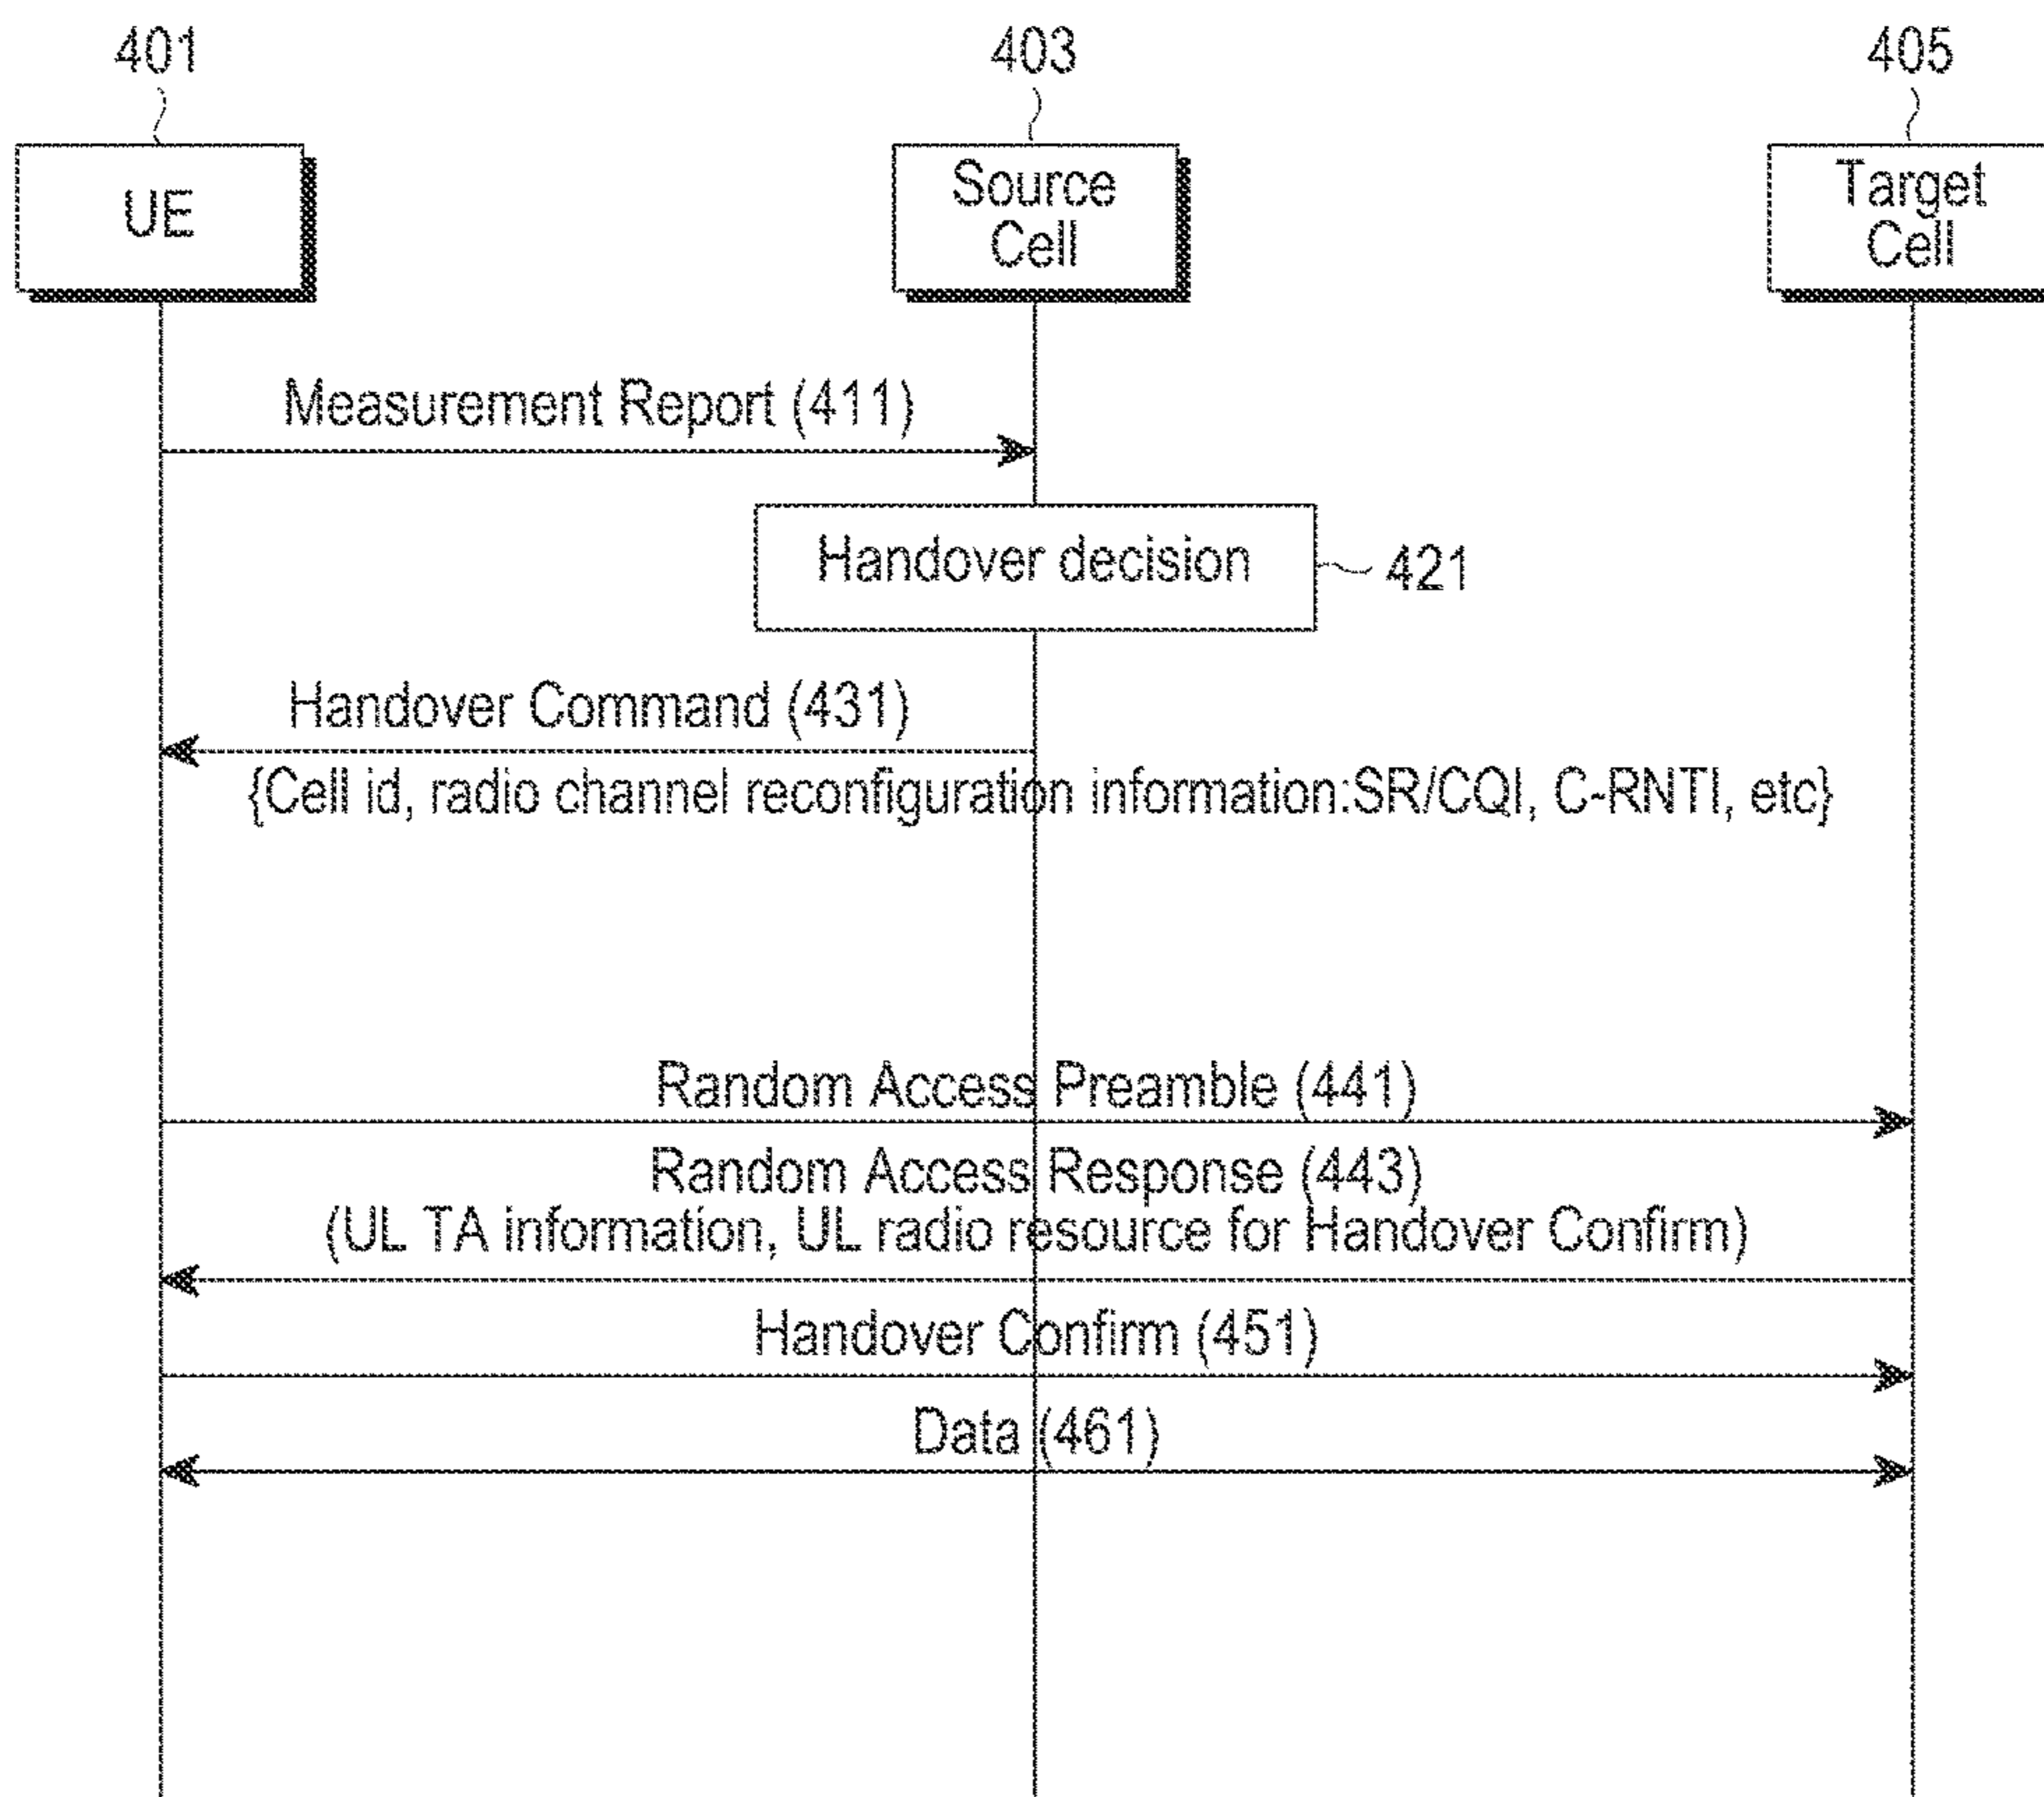 401
403
405
UE
Source
Cell
Target
Cell
Measurement Report (411)
Handover decision
421
Handover Command (431)
{Cell id, radio channel reconfiguration information:SR/CQI, C-RNTI, etc}
Random Access Preamble (441)
Random Access Response (443)
(UL TA information, UL radio resource for Handover Confirm)
Handover Confirm (451)
Data (461)